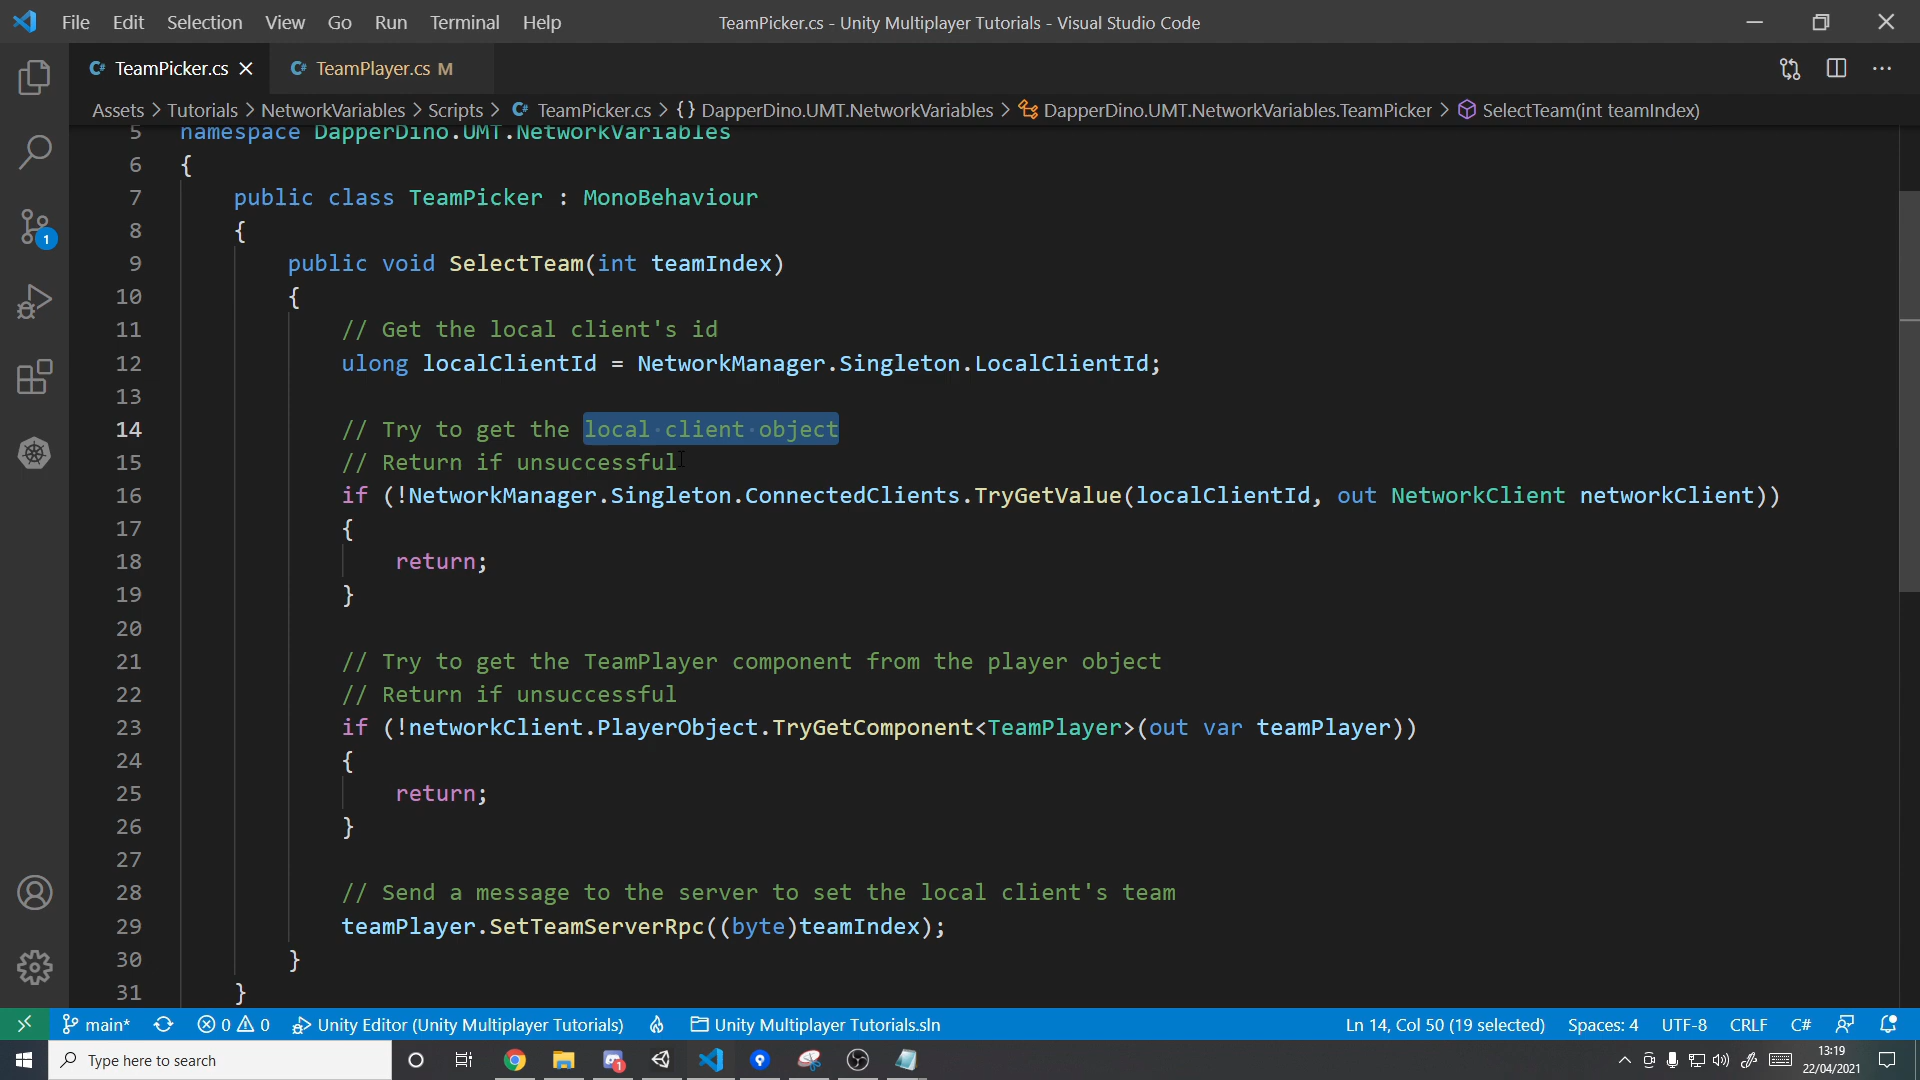 File Edit Selection View Go Run Terminal Help
TeamPicker.cs - Unity Multiplayer Tutorials - Visual Studio Code
C# TeamPicker.cs
C# TeamPlayer.cs M
Assets > Tutorials > NetworkVariables > Scripts > C# TeamPicker.cs > {} DapperDino.UMT.NetworkVariables > DapperDino.UMT.NetworkVariables.TeamPicker > SelectTeam(int teamIndex)
5 namespace DapperDino.UMT.NetworkVariables
6 {
7 public class TeamPicker : MonoBehaviour
8 {
9 public void SelectTeam(int teamIndex)
10 {
11 // Get the local client's id
12 ulong localClientId = NetworkManager.Singleton.LocalClientId;
13
14 // Try to get the local client object
15 // Return if unsuccessful
16 if (!NetworkManager.Singleton.ConnectedClients.TryGetValue(localClientId, out NetworkClient networkClient))
17 {
18 return;
19 }
20
21 // Try to get the TeamPlayer component from the player object
22 // Return if unsuccessful
23 if (!networkClient.PlayerObject.TryGetComponent<TeamPlayer>(out var teamPlayer))
24 {
25 return;
26 }
27
28 // Send a message to the server to set the local client's team
29 teamPlayer.SetTeamServerRpc((byte)teamIndex);
30 }
31 }
1
main* 0 0 Unity Editor (Unity Multiplayer Tutorials) Unity Multiplayer Tutorials.sln Ln 14, Col 50 (19 selected) Spaces: 4 UTF-8 CRLF C#
Type here to search
1
13:19
22/04/2021